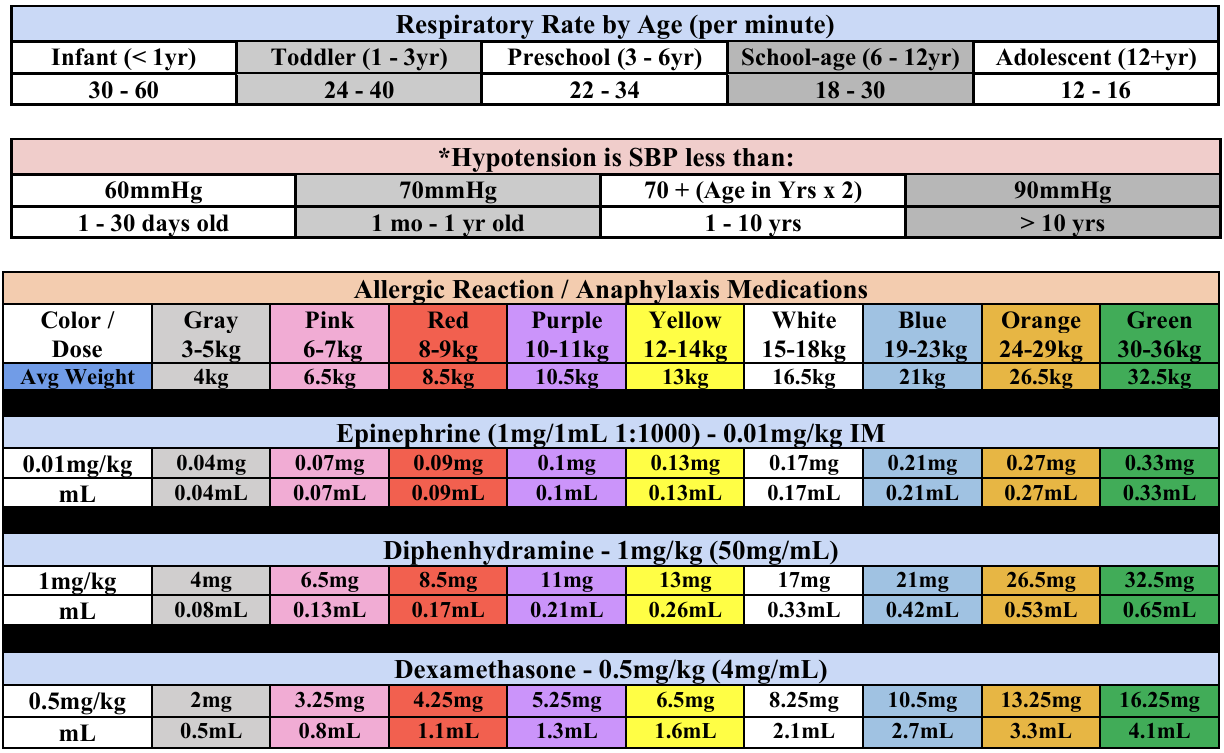 Respiratory Rate by Age (per minute)
Infant (< 1yr) Toddler (1 - 3yr) Preschool (3 - 6yr) School-age (6 - 12yr) Adolescent (12+yr)
30 - 60 24 - 40 22 - 34 18 - 30 12 - 16
*Hypotension is SBP less than:
60mmHg 70mmHg 70 + (Age in Yrs x 2) 90mmHg
1 - 30 days old 1 mo - 1 yr old 1 - 10 yrs > 10 yrs
Allergic Reaction / Anaphylaxis Medications
Color / Gray Pink Red Purple Yellow White Blue Orange Green
Dose 3-5kg 6-7kg 8-9kg 10-11kg 12-14kg 15-18kg 19-23kg 24-29kg 30-36kg
Avg Weight 4kg 6.5kg 8.5kg 10.5kg 13kg 16.5kg 21kg 26.5kg 32.5kg
Epinephrine (1mg/1mL 1:1000) - 0.01mg/kg IM
0.01mg/kg 0.04mg 0.07mg 0.09mg 0.1mg 0.13mg 0.17mg 0.21mg 0.27mg 0.33mg
mL 0.04mL 0.07mL 0.09mL 0.1mL 0.13mL 0.17mL 0.21mL 0.27mL 0.33mL
Diphenhydramine - 1mg/kg (50mg/mL)
1mg/kg 4mg 6.5mg 8.5mg 11mg 13mg 17mg 21mg 26.5mg 32.5mg
mL 0.08mL 0.13mL 0.17mL 0.21mL 0.26mL 0.33mL 0.42mL 0.53mL 0.65mL
Dexamethasone - 0.5mg/kg (4mg/mL)
0.5mg/kg 2mg 3.25mg 4.25mg 5.25mg 6.5mg 8.25mg 10.5mg 13.25mg 16.25mg
mL 0.5mL 0.8mL 1.1mL 1.3mL 1.6mL 2.1mL 2.7mL 3.3mL 4.1mL